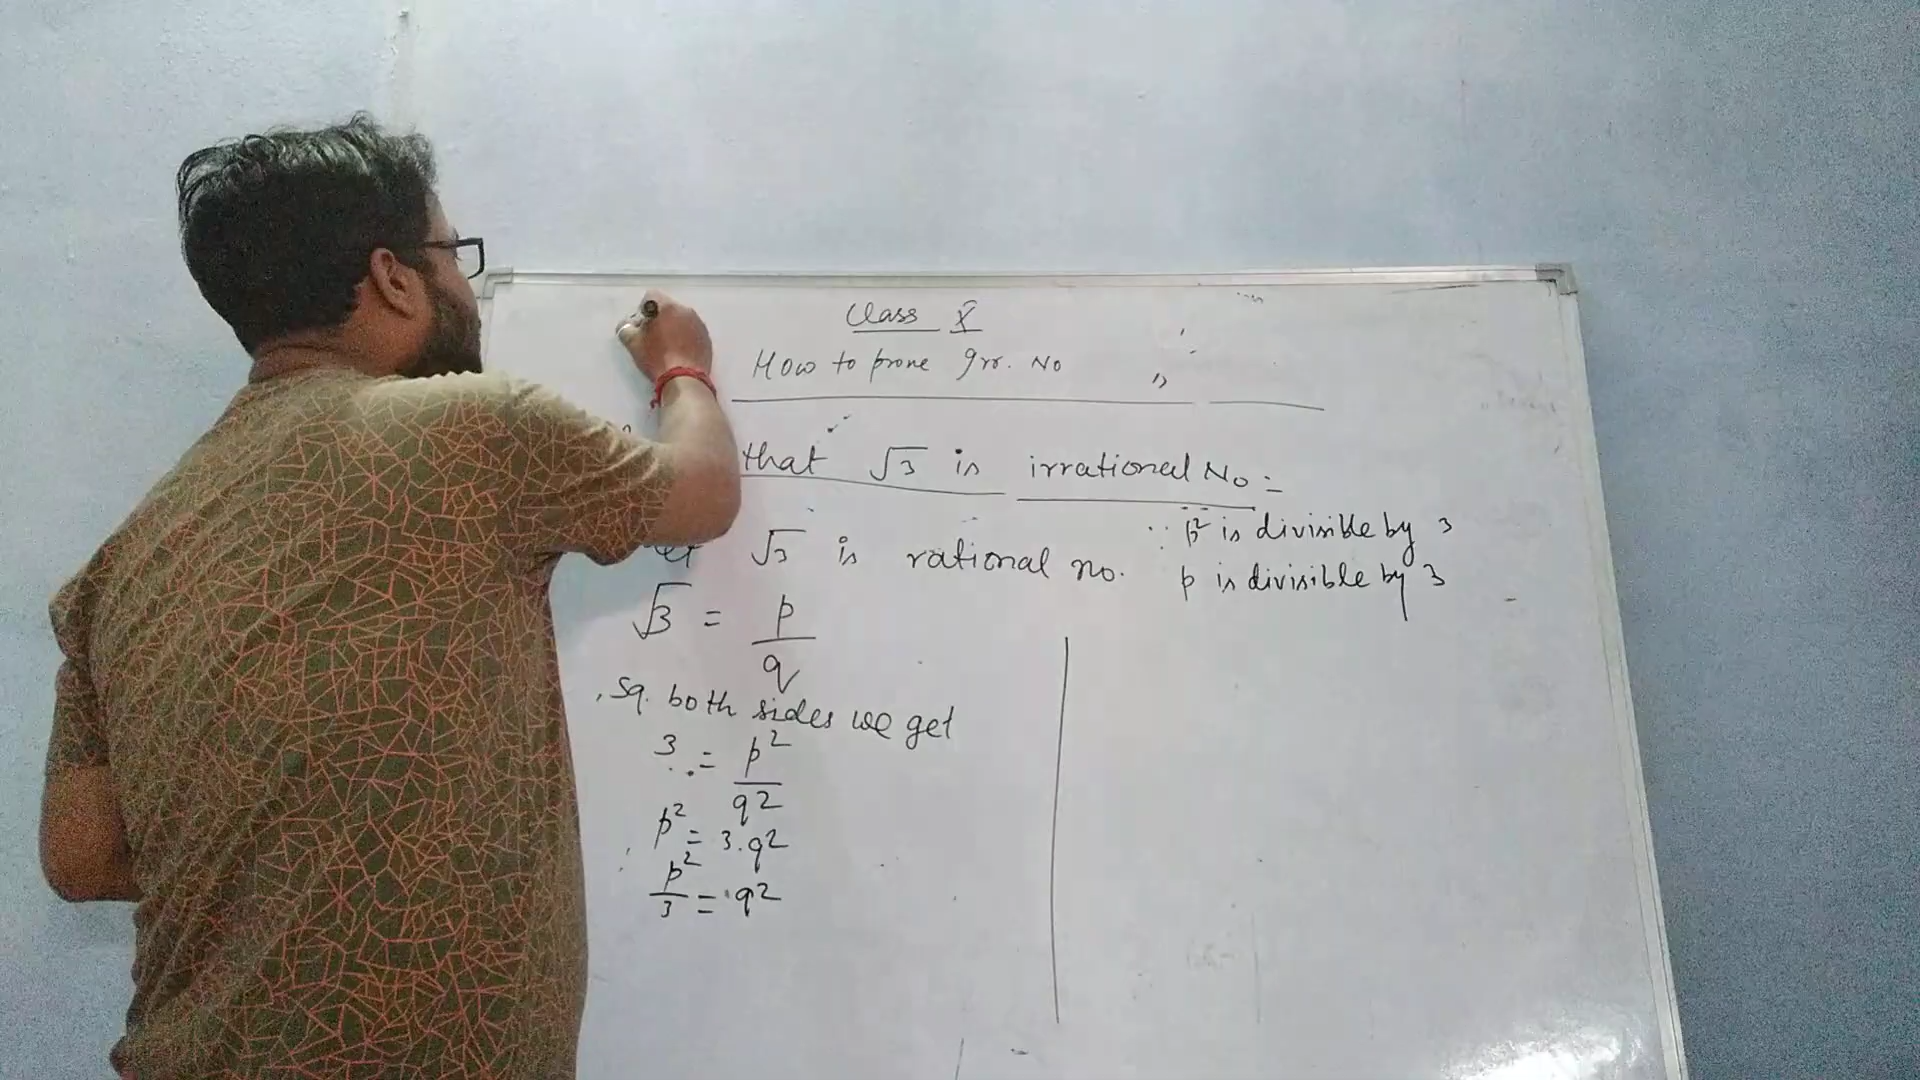 Class X
How to prove Irr. No
that √3 is irrational No :-
let √3 is rational no.
√3 = p/q
Sq. both sides we get
3 = p²/q²
p² = 3.q²
p²/3 = q²
∵ p² is divisible by 3
p is divisible by 3